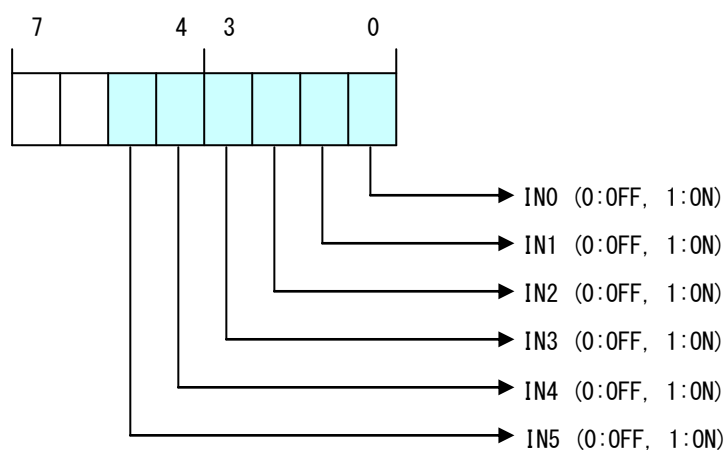 7 4 3 0
IN0 (0:OFF, 1:ON)
IN1 (0:OFF, 1:ON)
IN2 (0:OFF, 1:ON)
IN3 (0:OFF, 1:ON)
IN4 (0:OFF, 1:ON)
IN5 (0:OFF, 1:ON)